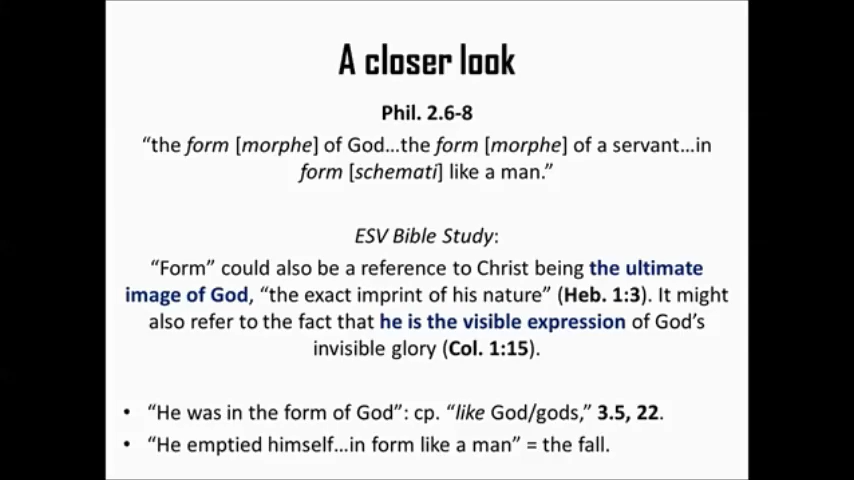 A closer look
Phil. 2.6-8
“the form [morphe] of God…the form [morphe] of a servant…in
form [schemati] like a man.”
ESV Bible Study:
“Form” could also be a reference to Christ being the ultimate
image of God, “the exact imprint of his nature” (Heb. 1:3). It might
also refer to the fact that he is the visible expression of God’s
invisible glory (Col. 1:15).
• “He was in the form of God”: cp. “like God/gods,” 3.5, 22.
• “He emptied himself…in form like a man” = the fall.